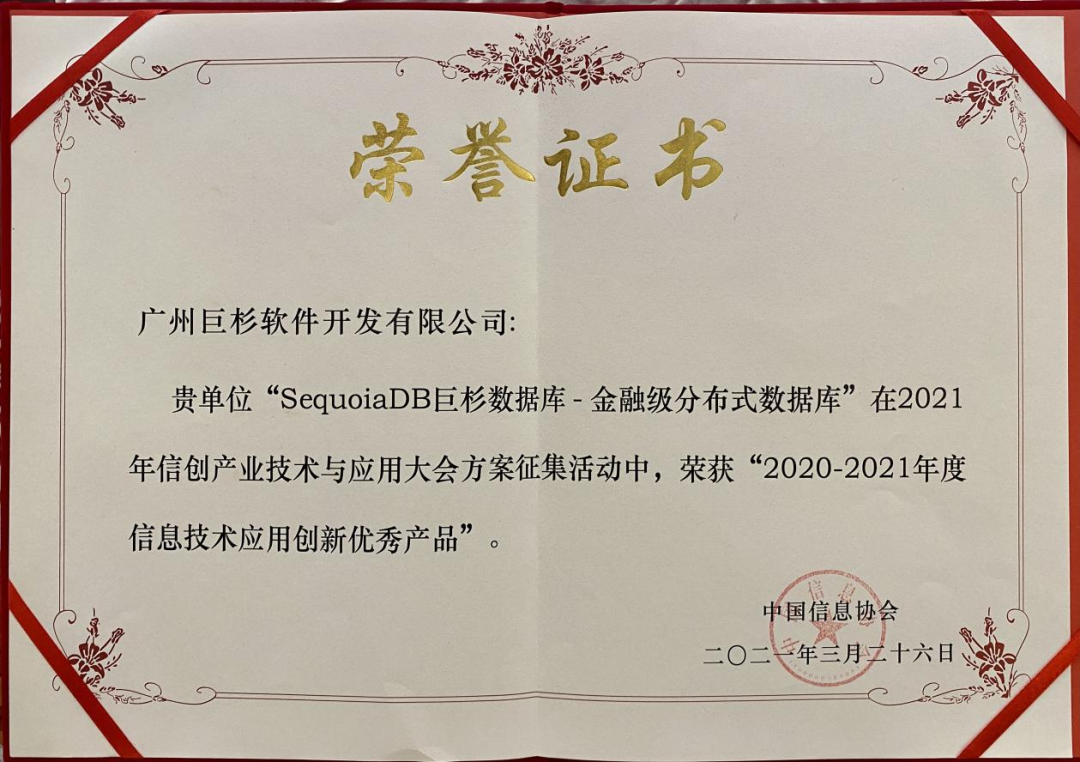 荣誉证书
广州巨杉软件开发有限公司:
贵单位“SequoiaDB巨杉数据库-金融级分布式数据库”在2021
年信创产业技术与应用大会方案征集活动中，荣获“2020-2021年度
信息技术应用创新优秀产品”。
中国信息协会
二〇二一年三月二十六日